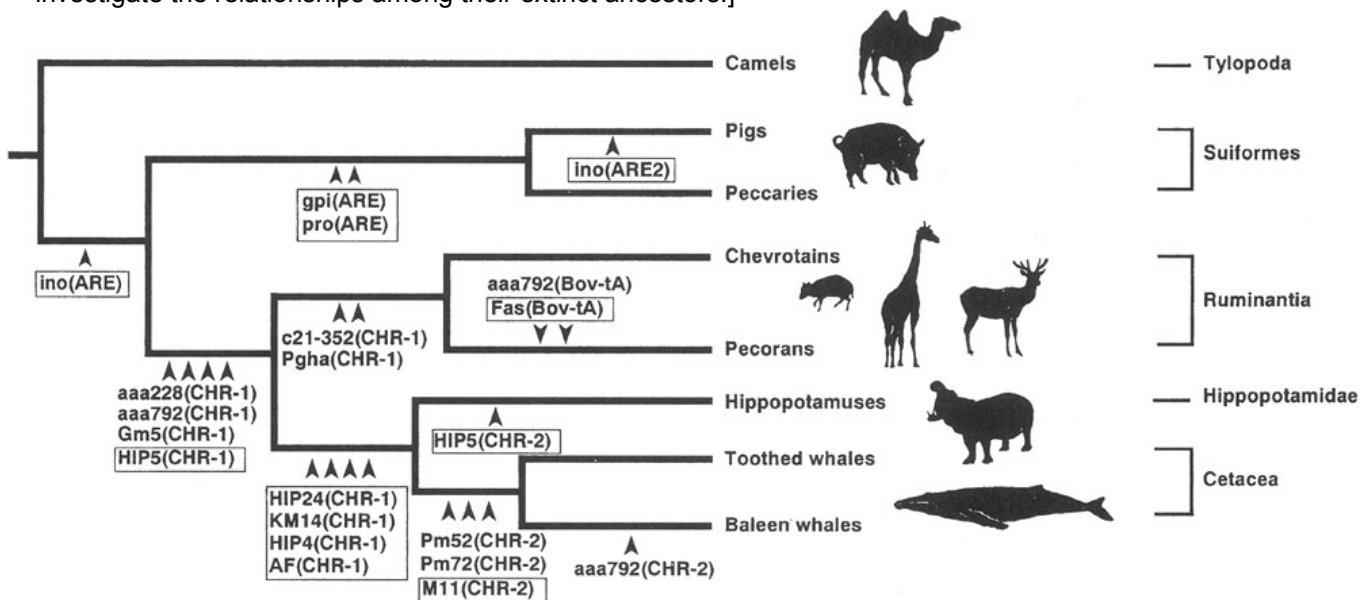 investigate the relationships among their extinct ancestors.]
Camels
Tylopoda
Pigs
ino(ARE2)
Suiformes
gpi(ARE)
pro(ARE)
Peccaries
ino(ARE)
Chevrotains
aaa792(Bov-tA)
Fas(Bov-tA)
Ruminantia
c21-352(CHR-1)
Pgha(CHR-1)
Pecorans
aaa228(CHR-1)
aaa792(CHR-1)
Gm5(CHR-1)
HIP5(CHR-1)
Hippopotamuses
Hippopotamidae
HIP5(CHR-2)
Toothed whales
Cetacea
HIP24(CHR-1)
KM14(CHR-1)
HIP4(CHR-1)
AF(CHR-1)
Baleen whales
Pm52(CHR-2)
Pm72(CHR-2)
M11(CHR-2)
aaa792(CHR-2)